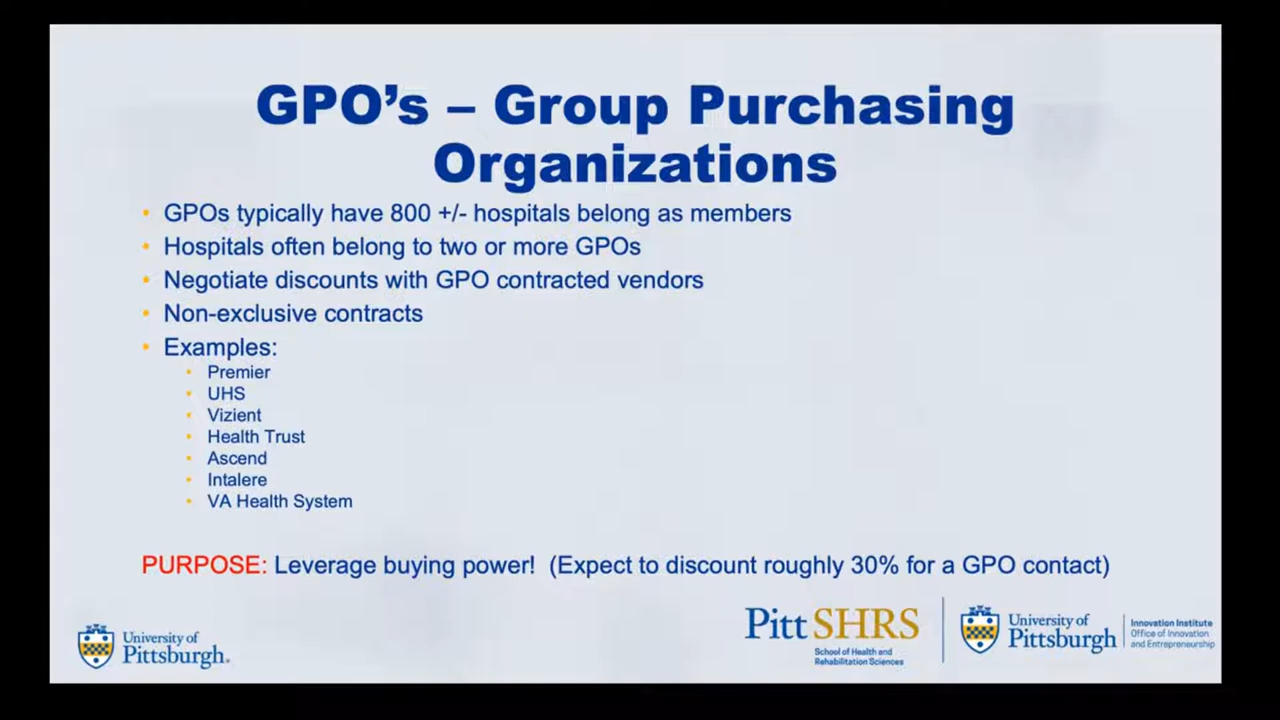 GPO’s – Group Purchasing
Organizations
• GPOs typically have 800 +/- hospitals belong as members
• Hospitals often belong to two or more GPOs
• Negotiate discounts with GPO contracted vendors
• Non-exclusive contracts
• Examples:
• Premier
• UHS
• Vizient
• Health Trust
• Ascend
• Intalere
• VA Health System
PURPOSE: Leverage buying power! (Expect to discount roughly 30% for a GPO contact)
University of
Pittsburgh.
Pitt SHRS
School of Health and
Rehabilitation Sciences
University of
Pittsburgh
Innovation Institute
Office of Innovation
and Entrepreneurship